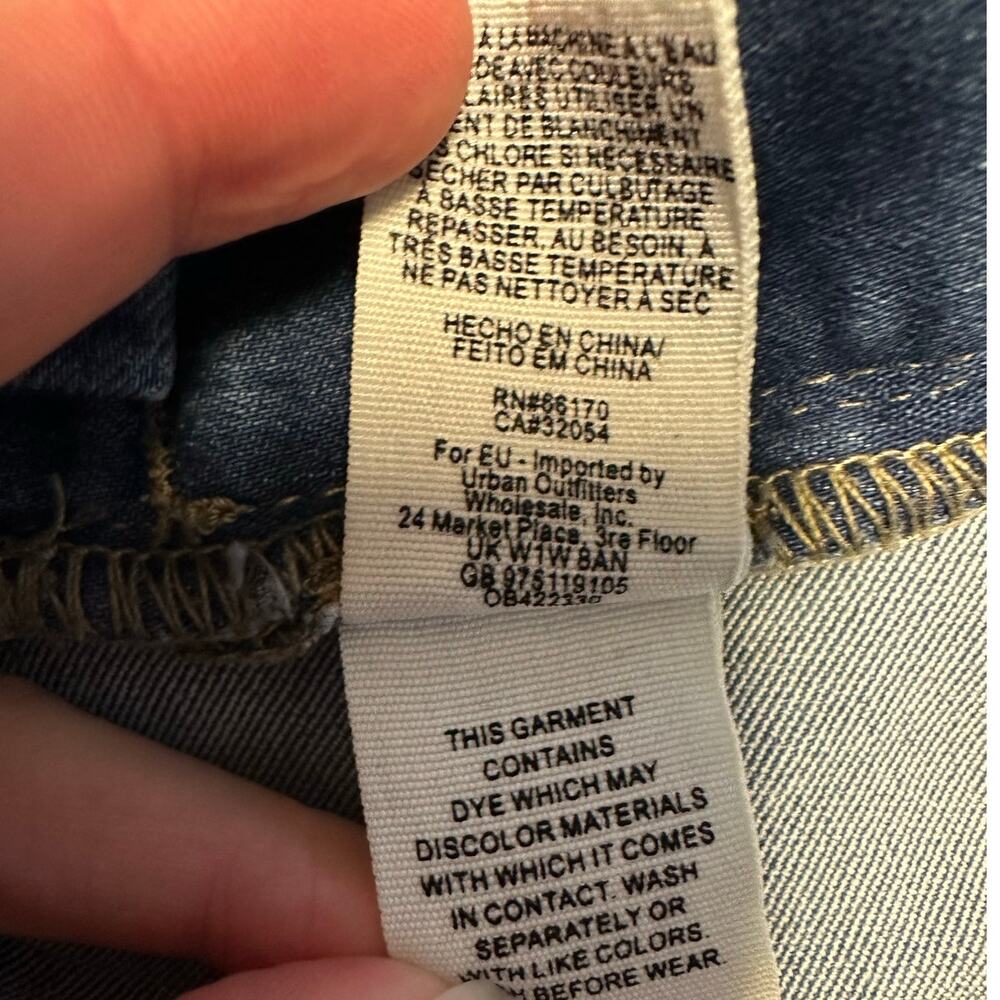 À LA MACHINE À L'EAU
DE AVEC COULEURS
LAIRES UTILISER UN
ENT DE BLANCHIMENT
S CHLORE SI NÉCESSAIRE
SÉCHER PAR CULBUTAGE
À BASSE TEMPÉRATURE
REPASSER, AU BESOIN, À
TRÈS BASSE TEMPÉRATURE
NE PAS NETTOYER À SEC
HECHO EN CHINA/
FEITO EM CHINA
RN#66170
CA#32054
For EU - Imported by
Urban Outfitters
Wholesale, Inc.
24 Market Place, 3re Floor
UK W1W 8AN
GB 975119105
THIS GARMENT
CONTAINS
DYE WHICH MAY
DISCOLOR MATERIALS
WITH WHICH IT COMES
IN CONTACT. WASH
SEPARATELY OR
WITH LIKE COLORS.
BEFORE WEAR